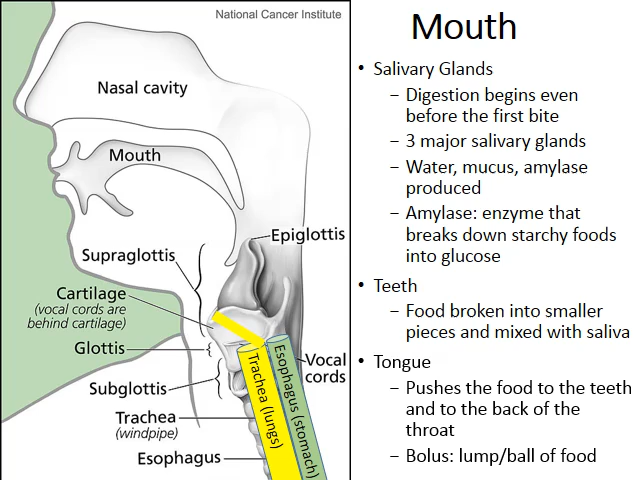 National Cancer Institute
Nasal cavity
Mouth
Epiglottis
Supraglottis
Cartilage
(vocal cords are
behind cartilage)
Glottis
Vocal
cords
Subglottis
Trachea
(windpipe)
Esophagus
Trachea (lungs)
Esophagus (stomach)
Mouth
• Salivary Glands
– Digestion begins even
before the first bite
– 3 major salivary glands
– Water, mucus, amylase
produced
– Amylase: enzyme that
breaks down starchy foods
into glucose
• Teeth
– Food broken into smaller
pieces and mixed with saliva
• Tongue
– Pushes the food to the teeth
and to the back of the
throat
– Bolus: lump/ball of food